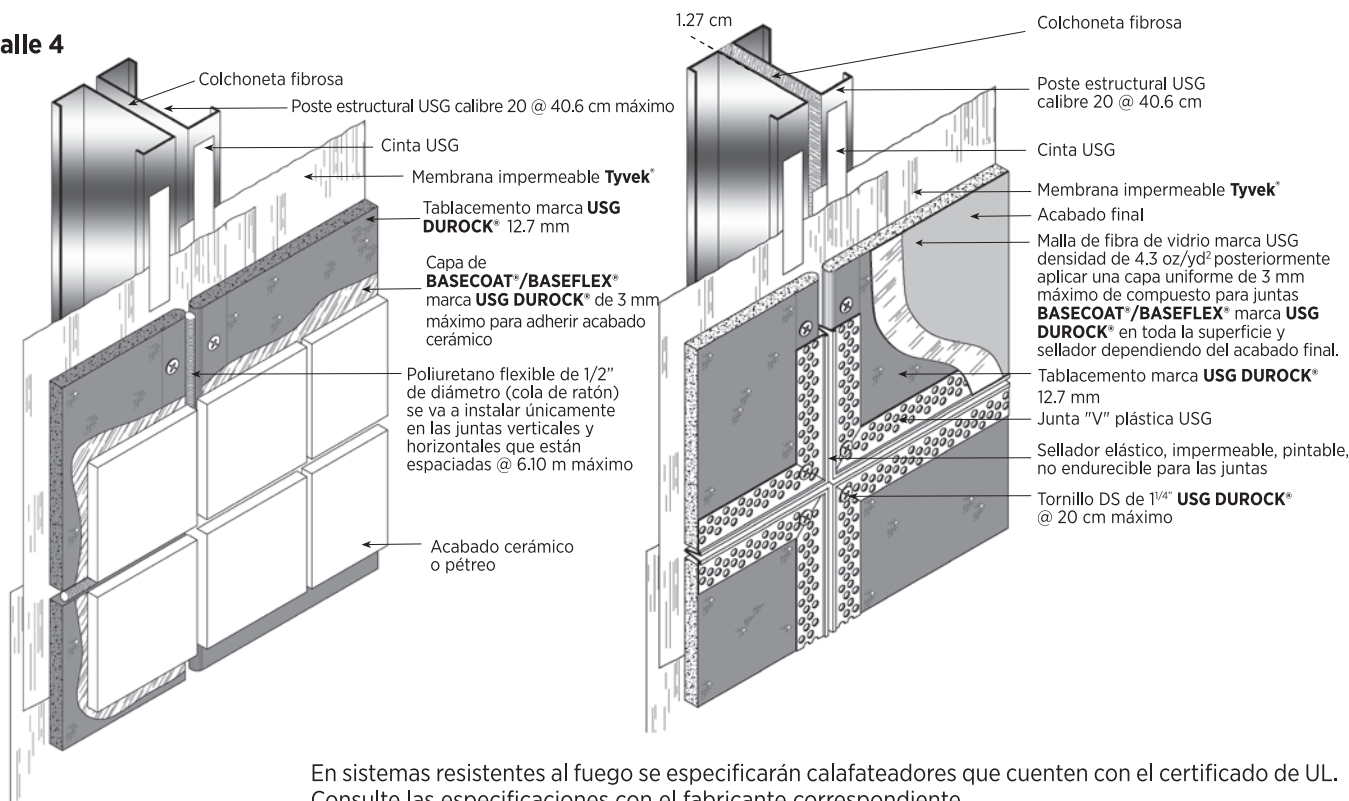 alle 4
Colchoneta fibrosa
Poste estructural USG calibre 20 @ 40.6 cm máximo
Cinta USG
Membrana impermeable Tyvek®
Tablacemento marca USG
DUROCK® 12.7 mm
Capa de
BASECOAT®/BASEFLEX®
marca USG DUROCK® de 3 mm
máximo para adherir acabado
cerámico
Poliuretano flexible de 1/2”
de diámetro (cola de ratón)
se va a instalar únicamente
en las juntas verticales y
horizontales que están
espaciadas @ 6.10 m máximo
Acabado cerámico
o pétreo
1.27 cm
Colchoneta fibrosa
Poste estructural USG
calibre 20 @ 40.6 cm
Cinta USG
Membrana impermeable Tyvek®
Acabado final
Malla de fibra de vidrio marca USG
densidad de 4.3 oz/yd² posteriormente
aplicar una capa uniforme de 3 mm
máximo de compuesto para juntas
BASECOAT®/BASEFLEX® marca USG
DUROCK® en toda la superficie y
sellador dependiendo del acabado final.
Tablacemento marca USG DUROCK®
12.7 mm
Junta "V" plástica USG
Sellador elástico, impermeable, pintable,
no endurecible para las juntas
Tornillo DS de 1 1/4" USG DUROCK®
@ 20 cm máximo
En sistemas resistentes al fuego se especificarán calafateadores que cuenten con el certificado de UL.
Consulte las especificaciones con el fabricante correspondiente